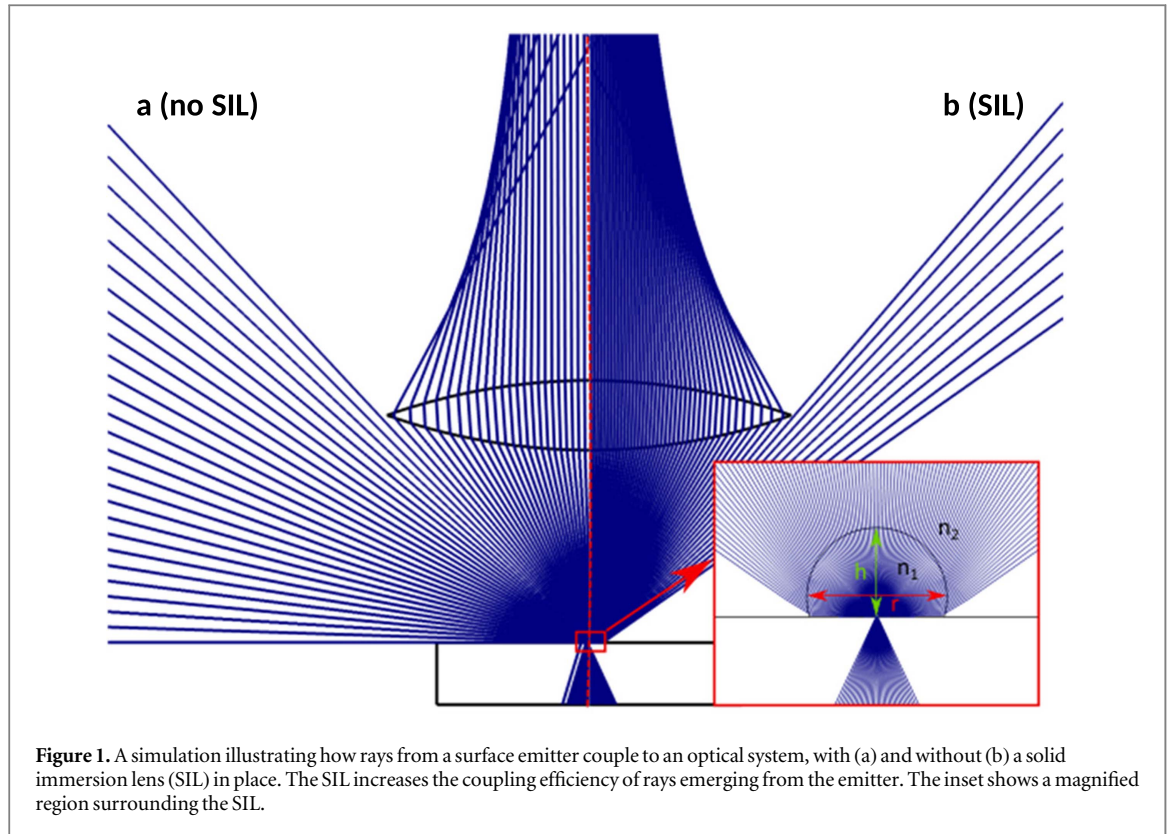 a (no SIL)
b (SIL)
n₂
n₁
h
r
Figure 1. A simulation illustrating how rays from a surface emitter couple to an optical system, with (a) and without (b) a solid
immersion lens (SIL) in place. The SIL increases the coupling efficiency of rays emerging from the emitter. The inset shows a magnified
region surrounding the SIL.